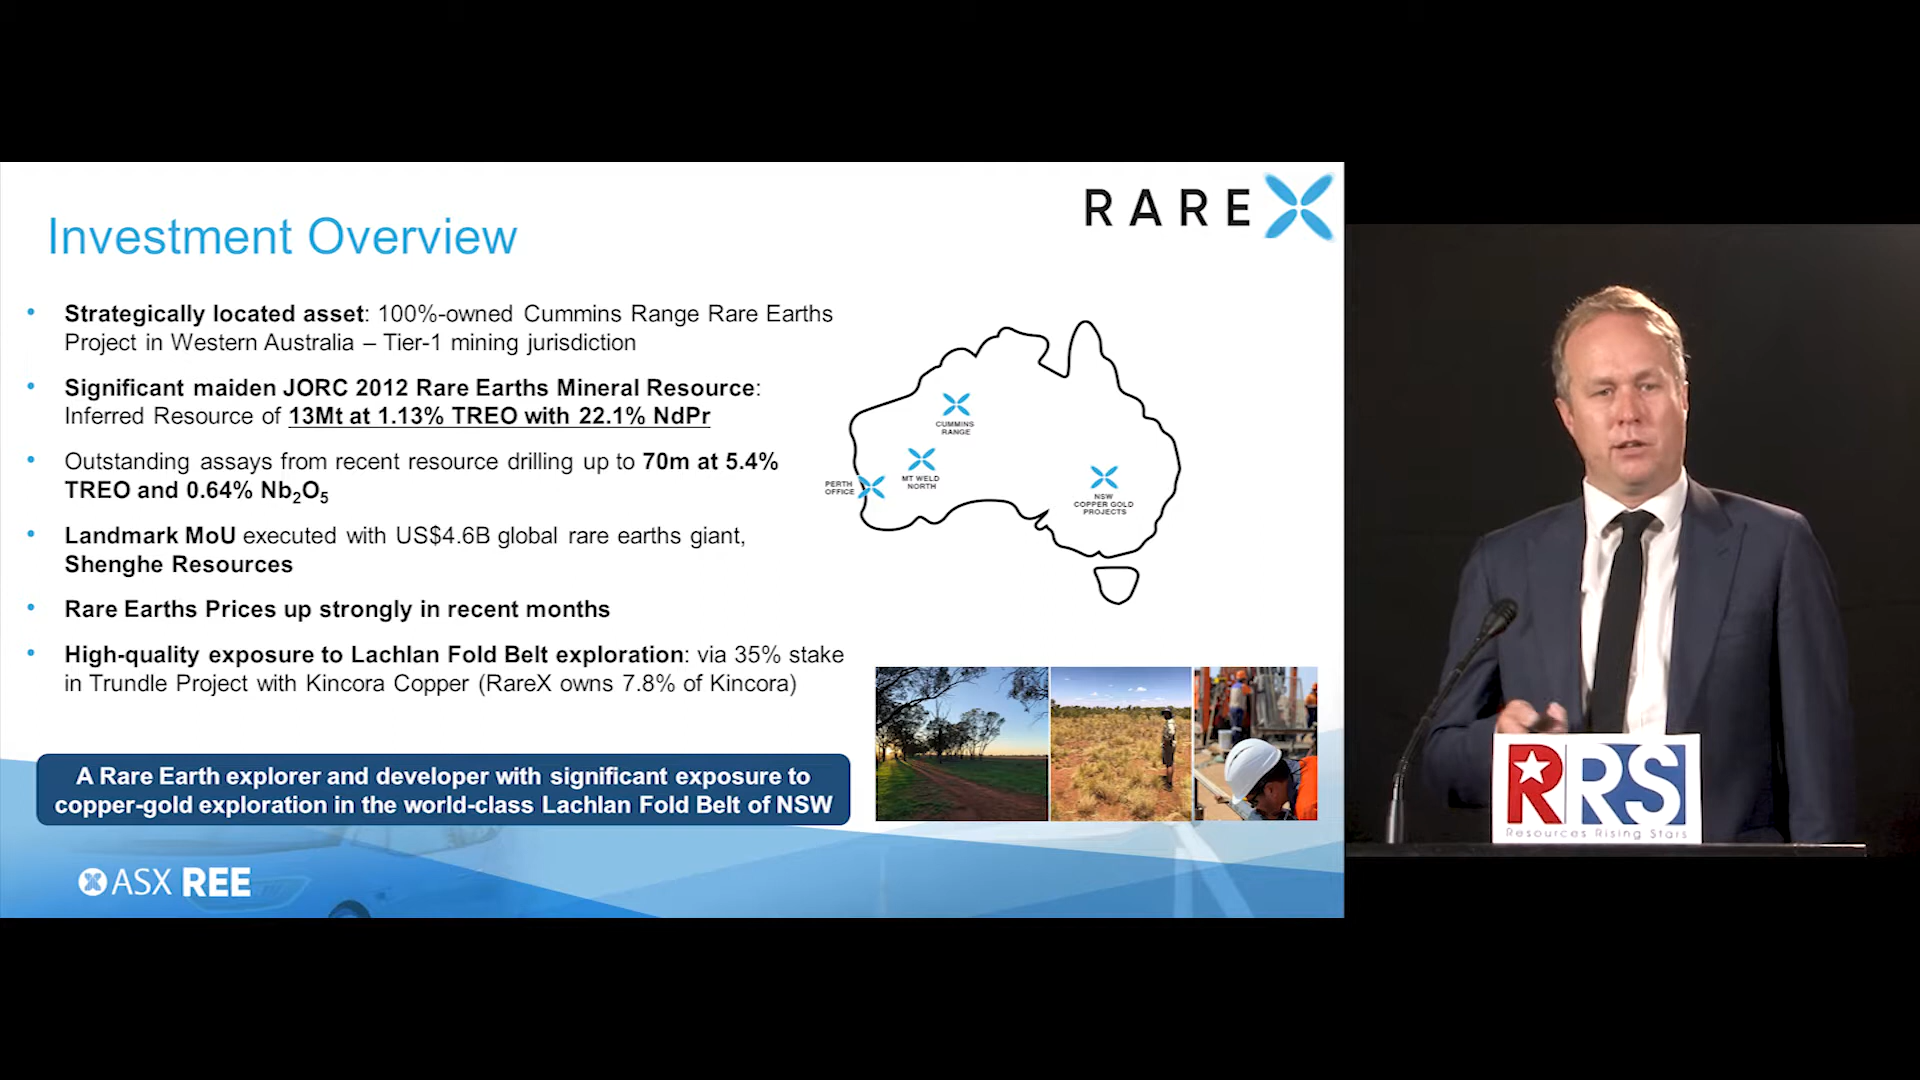 RARE X
Investment Overview
• Strategically located asset: 100%-owned Cummins Range Rare Earths
Project in Western Australia – Tier-1 mining jurisdiction
• Significant maiden JORC 2012 Rare Earths Mineral Resource:
Inferred Resource of 13Mt at 1.13% TREO with 22.1% NdPr
• Outstanding assays from recent resource drilling up to 70m at 5.4%
TREO and 0.64% Nb₂O₅
• Landmark MoU executed with US$4.6B global rare earths giant,
Shenghe Resources
• Rare Earths Prices up strongly in recent months
• High-quality exposure to Lachlan Fold Belt exploration: via 35% stake
in Trundle Project with Kincora Copper (RareX owns 7.8% of Kincora)
A Rare Earth explorer and developer with significant exposure to
copper-gold exploration in the world-class Lachlan Fold Belt of NSW
ASX REE
CUMMINS
RANGE
MT WELD
NORTH
PERTH
OFFICE
NSW
COPPER GOLD
PROJECTS
RRS
Resources Rising Stars